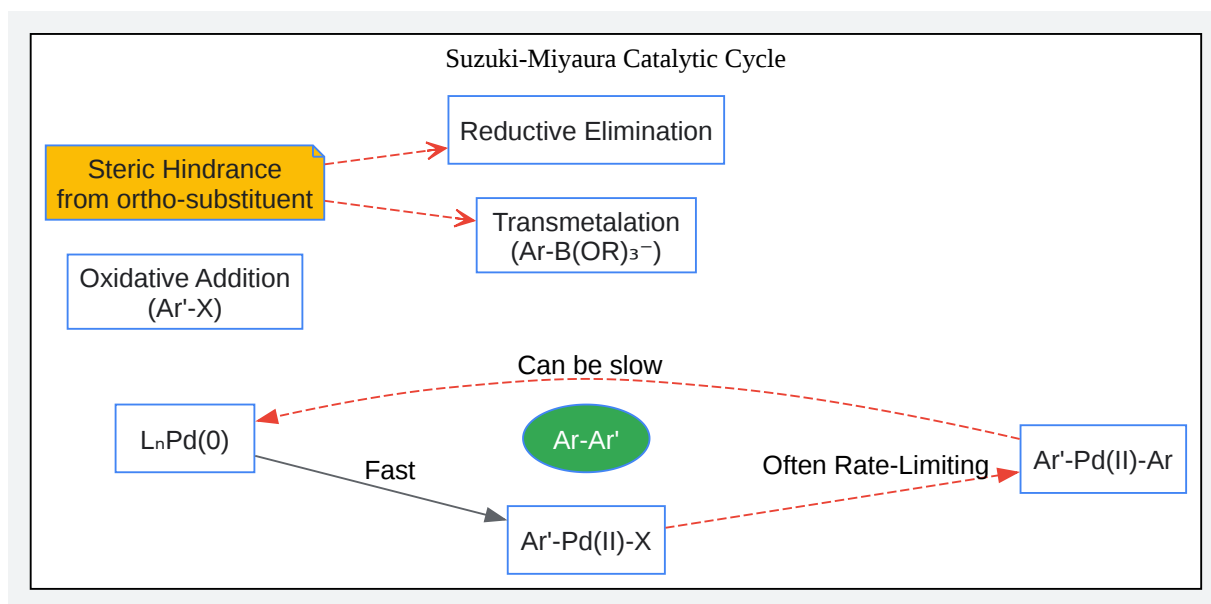 Suzuki-Miyaura Catalytic Cycle
Reductive Elimination
Steric Hindrance
from ortho-substituent
Transmetalation
(Ar-B(OR)₃⁻)
Oxidative Addition
(Ar'-X)
Can be slow
LₙPd(0)
Ar-Ar'
Fast
Often Rate-Limiting
Ar'-Pd(II)-Ar
Ar'-Pd(II)-X